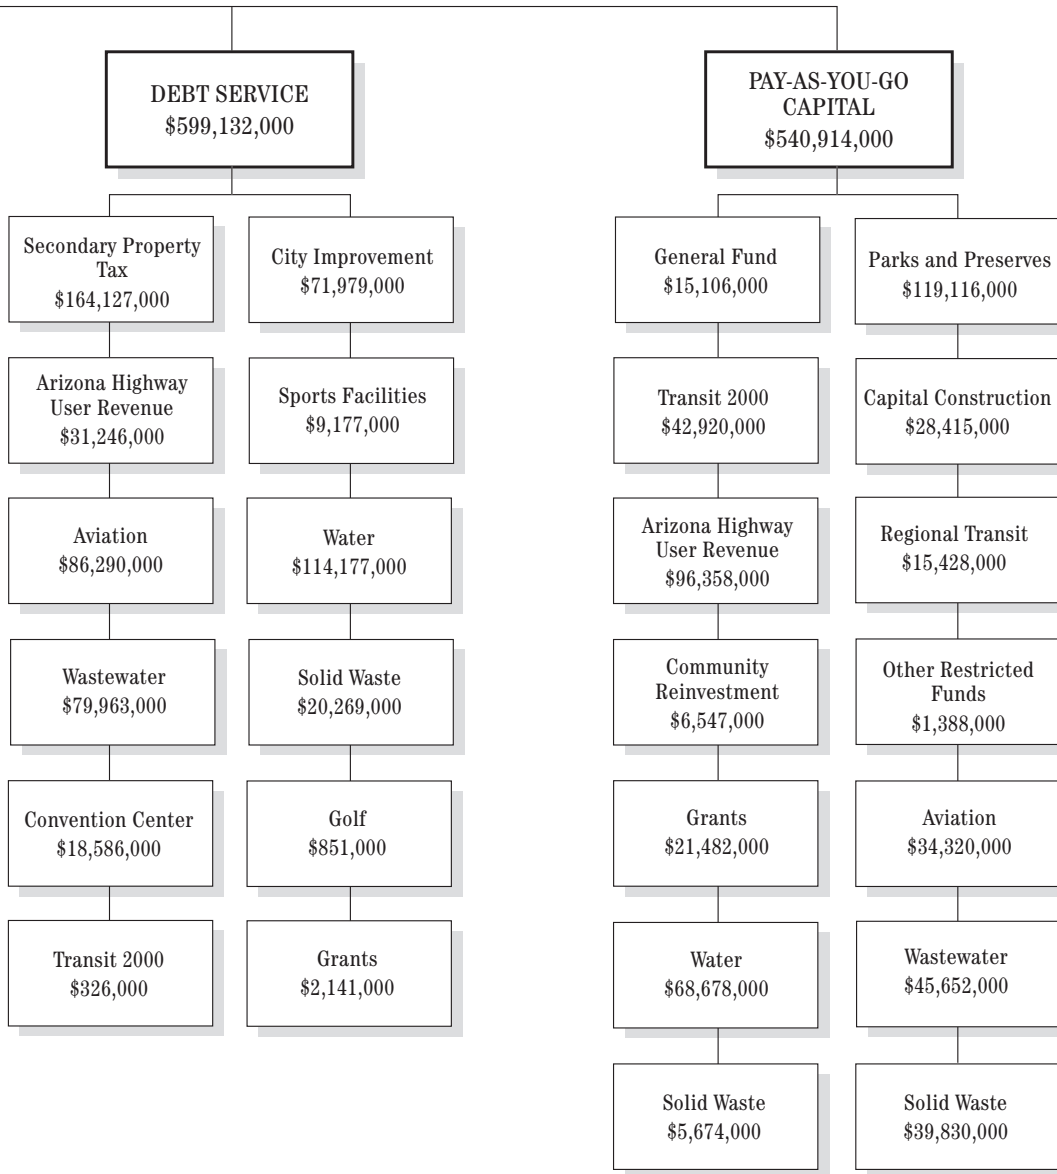 DEBT SERVICE
$599,132,000
Secondary Property
Tax
$164,127,000
City Improvement
$71,979,000
Arizona Highway
User Revenue
$31,246,000
Sports Facilities
$9,177,000
Aviation
$86,290,000
Water
$114,177,000
Wastewater
$79,963,000
Solid Waste
$20,269,000
Convention Center
$18,586,000
Golf
$851,000
Transit 2000
$326,000
Grants
$2,141,000
PAY-AS-YOU-GO
CAPITAL
$540,914,000
General Fund
$15,106,000
Parks and Preserves
$119,116,000
Transit 2000
$42,920,000
Capital Construction
$28,415,000
Arizona Highway
User Revenue
$96,358,000
Regional Transit
$15,428,000
Community
Reinvestment
$6,547,000
Other Restricted
Funds
$1,388,000
Grants
$21,482,000
Aviation
$34,320,000
Water
$68,678,000
Wastewater
$45,652,000
Solid Waste
$5,674,000
Solid Waste
$39,830,000